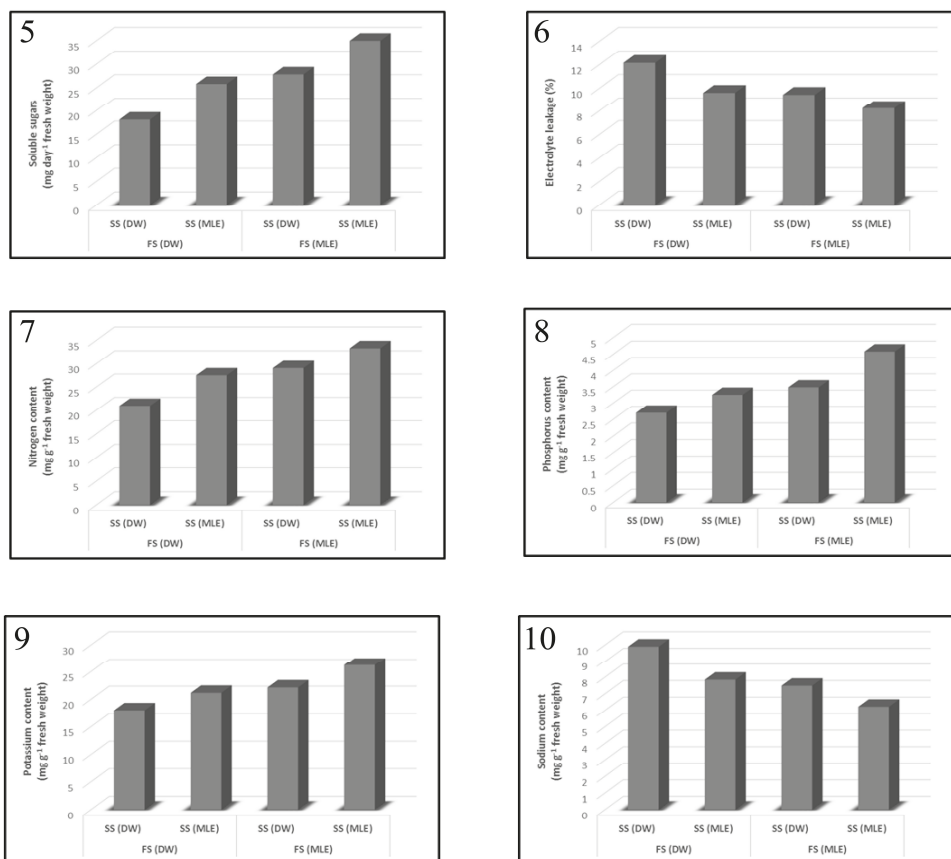 5
Soluble sugars
(mg day⁻¹ fresh weight)
35
30
25
20
15
10
5
0
SS (DW) SS (MLE) SS (DW) SS (MLE)
FS (DW) FS (MLE)
6
Electrolyte leakage (%)
14
12
10
8
6
4
2
0
SS (DW) SS (MLE) SS (DW) SS (MLE)
FS (DW) FS (MLE)
7
Nitrogen content
(mg g⁻¹ fresh weight)
35
30
25
20
15
10
5
0
SS (DW) SS (MLE) SS (DW) SS (MLE)
FS (DW) FS (MLE)
8
Phosphorus content
(mg g⁻¹ fresh weight)
5
4.5
4
3.5
3
2.5
2
1.5
1
0.5
0
SS (DW) SS (MLE) SS (DW) SS (MLE)
FS (DW) FS (MLE)
9
Potassium content
(mg g⁻¹ fresh weight)
30
25
20
15
10
5
0
SS (DW) SS (MLE) SS (DW) SS (MLE)
FS (DW) FS (MLE)
10
Sodium content
(mg g⁻¹ fresh weight)
10
9
8
7
6
5
4
3
2
1
0
SS (DW) SS (MLE) SS (DW) SS (MLE)
FS (DW) FS (MLE)